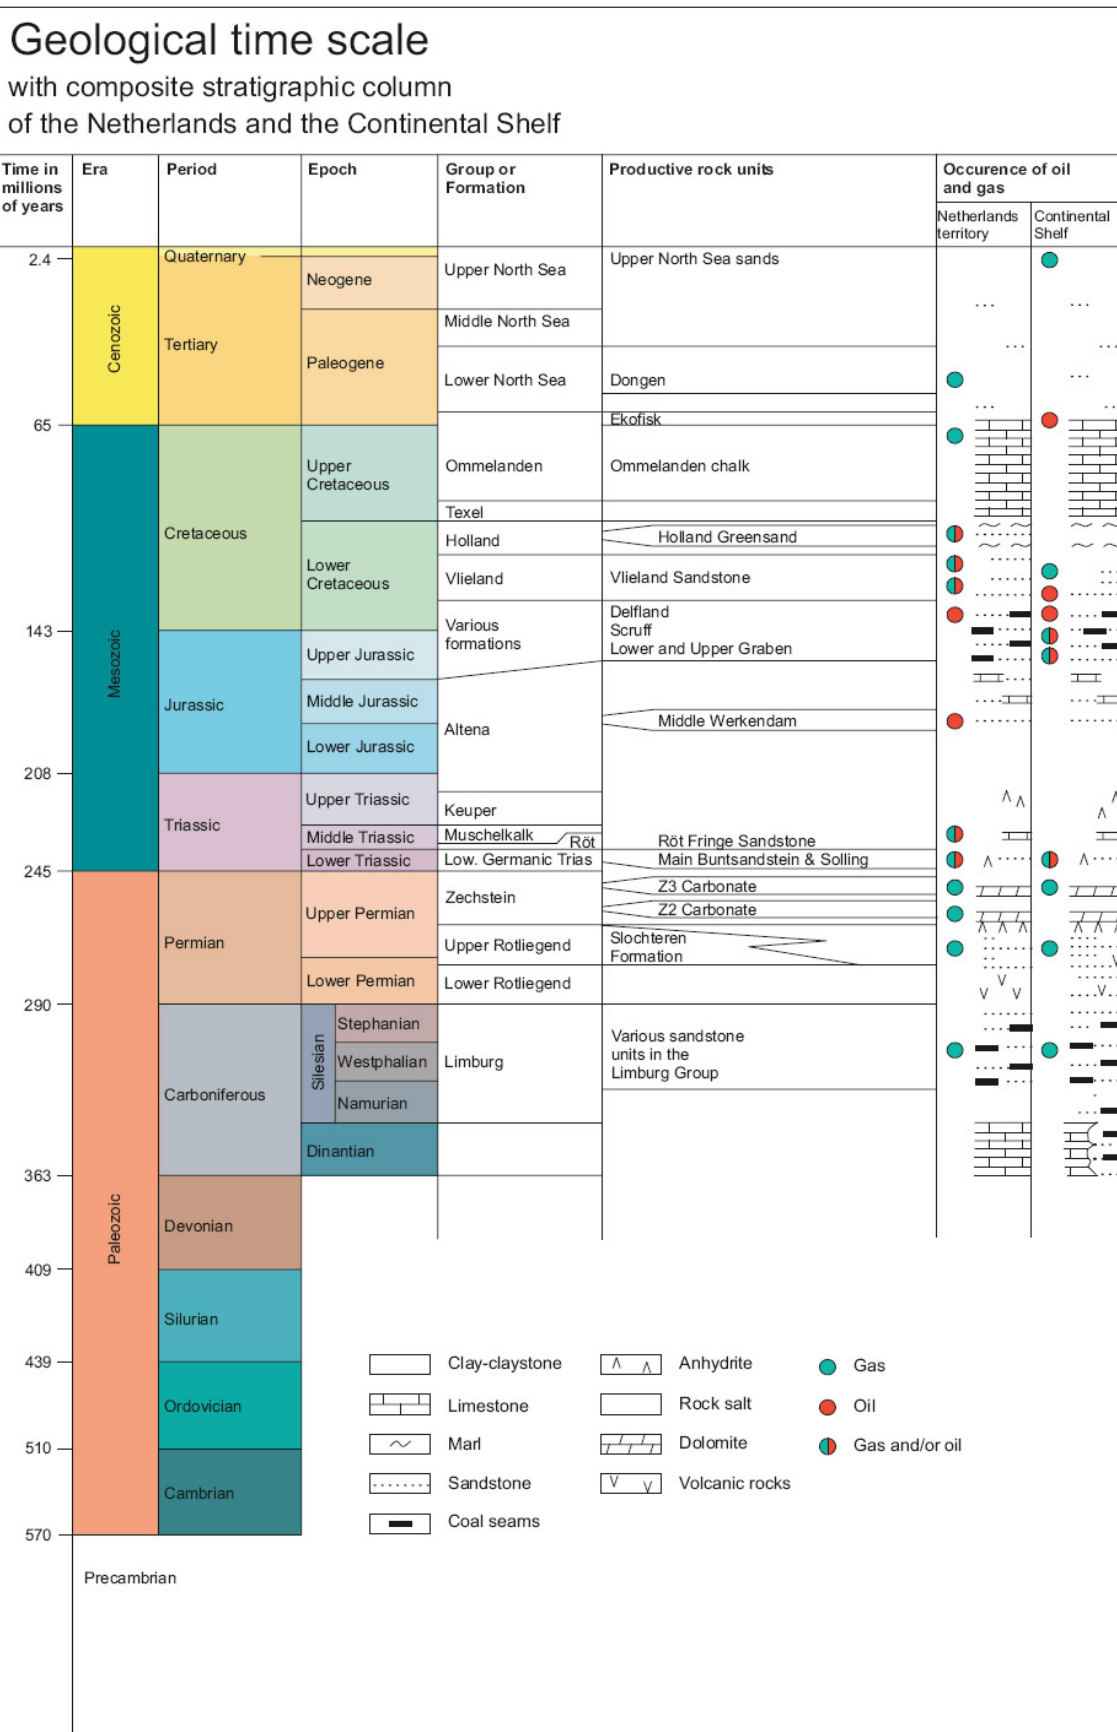 Geological time scale
with composite stratigraphic column
of the Netherlands and the Continental Shelf
Time in
millions
of years
Era
Period
Epoch
Group or
Formation
Productive rock units
Occurence of oil
and gas
Netherlands
territory
Continental
Shelf
2.4
65
143
208
245
290
363
409
439
510
570
Cenozoic
Mesozoic
Paleozoic
Precambrian
Quaternary
Tertiary
Cretaceous
Jurassic
Triassic
Permian
Carboniferous
Devonian
Silurian
Ordovician
Cambrian
Neogene
Paleogene
Upper
Cretaceous
Lower
Cretaceous
Upper Jurassic
Middle Jurassic
Lower Jurassic
Upper Triassic
Middle Triassic
Lower Triassic
Upper Permian
Lower Permian
Silesian
Stephanian
Westphalian
Namurian
Dinantian
Upper North Sea
Middle North Sea
Lower North Sea
Ommelanden
Texel
Holland
Vlieland
Various
formations
Altena
Keuper
Muschelkalk
Röt
Low. Germanic Trias
Zechstein
Upper Rotliegend
Lower Rotliegend
Limburg
Upper North Sea sands
Dongen
Ekofisk
Ommelanden chalk
Holland Greensand
Vlieland Sandstone
Delfland
Scruff
Lower and Upper Graben
Middle Werkendam
Röt Fringe Sandstone
Main Buntsandstein & Solling
Z3 Carbonate
Z2 Carbonate
Slochteren
Formation
Various sandstone
units in the
Limburg Group
Clay-claystone
Limestone
Marl
Sandstone
Coal seams
Anhydrite
Rock salt
Dolomite
Volcanic rocks
Gas
Oil
Gas and/or oil